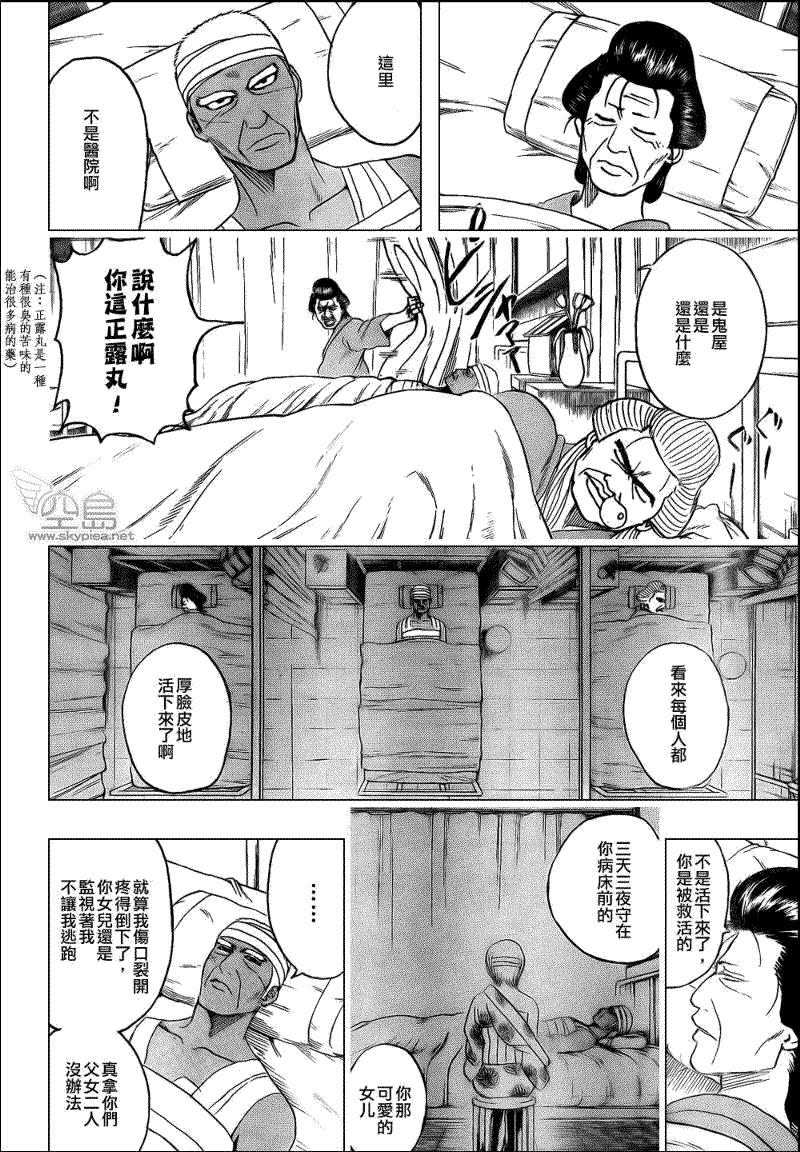 這里
不是醫院啊
是鬼屋
還是
還是什麼
說什麼啊
你這正露丸！
（注：正露丸是一種
有種很臭的苦味的
能治很多病的藥）
空島
www.skypiea.net
看來每個人都
厚臉皮地
活下來了啊
不是活下來了，
你是被救活的
三天三夜守在
你病床前的
你那
可愛的
女儿
……
就算我傷口裂開
疼得倒下了，
你女兒還是
監視著我
不讓我逃跑
真拿你們
父女二人
沒辦法